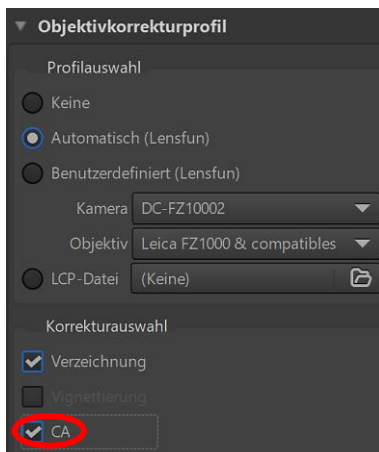 Objektivkorrekturprofil
Profilauswahl
Keine
Automatisch (Lensfun)
Benutzerdefiniert (Lensfun)
Kamera DC-FZ10002
Objektiv Leica FZ1000 & compatibles
LCP-Datei (Keine)
Korrekturauswahl
Verzeichnung
Vignettierung
CA